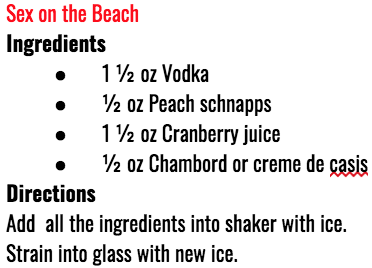 Sex on the Beach
Ingredients
● 1 ½ oz Vodka
● ½ oz Peach schnapps
● 1 ½ oz Cranberry juice
● ½ oz Chambord or creme de casis
Directions
Add  all the ingredients into shaker with ice.
Strain into glass with new ice.